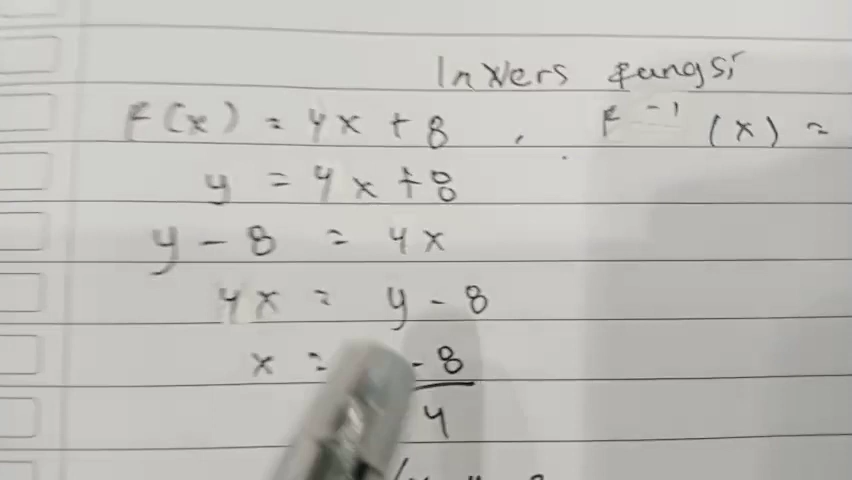 Invers fungsi
F(x) = 4x + 8 , F⁻¹(x) =
y = 4x + 8
y - 8 = 4x
4x = y - 8
x = - 8
4